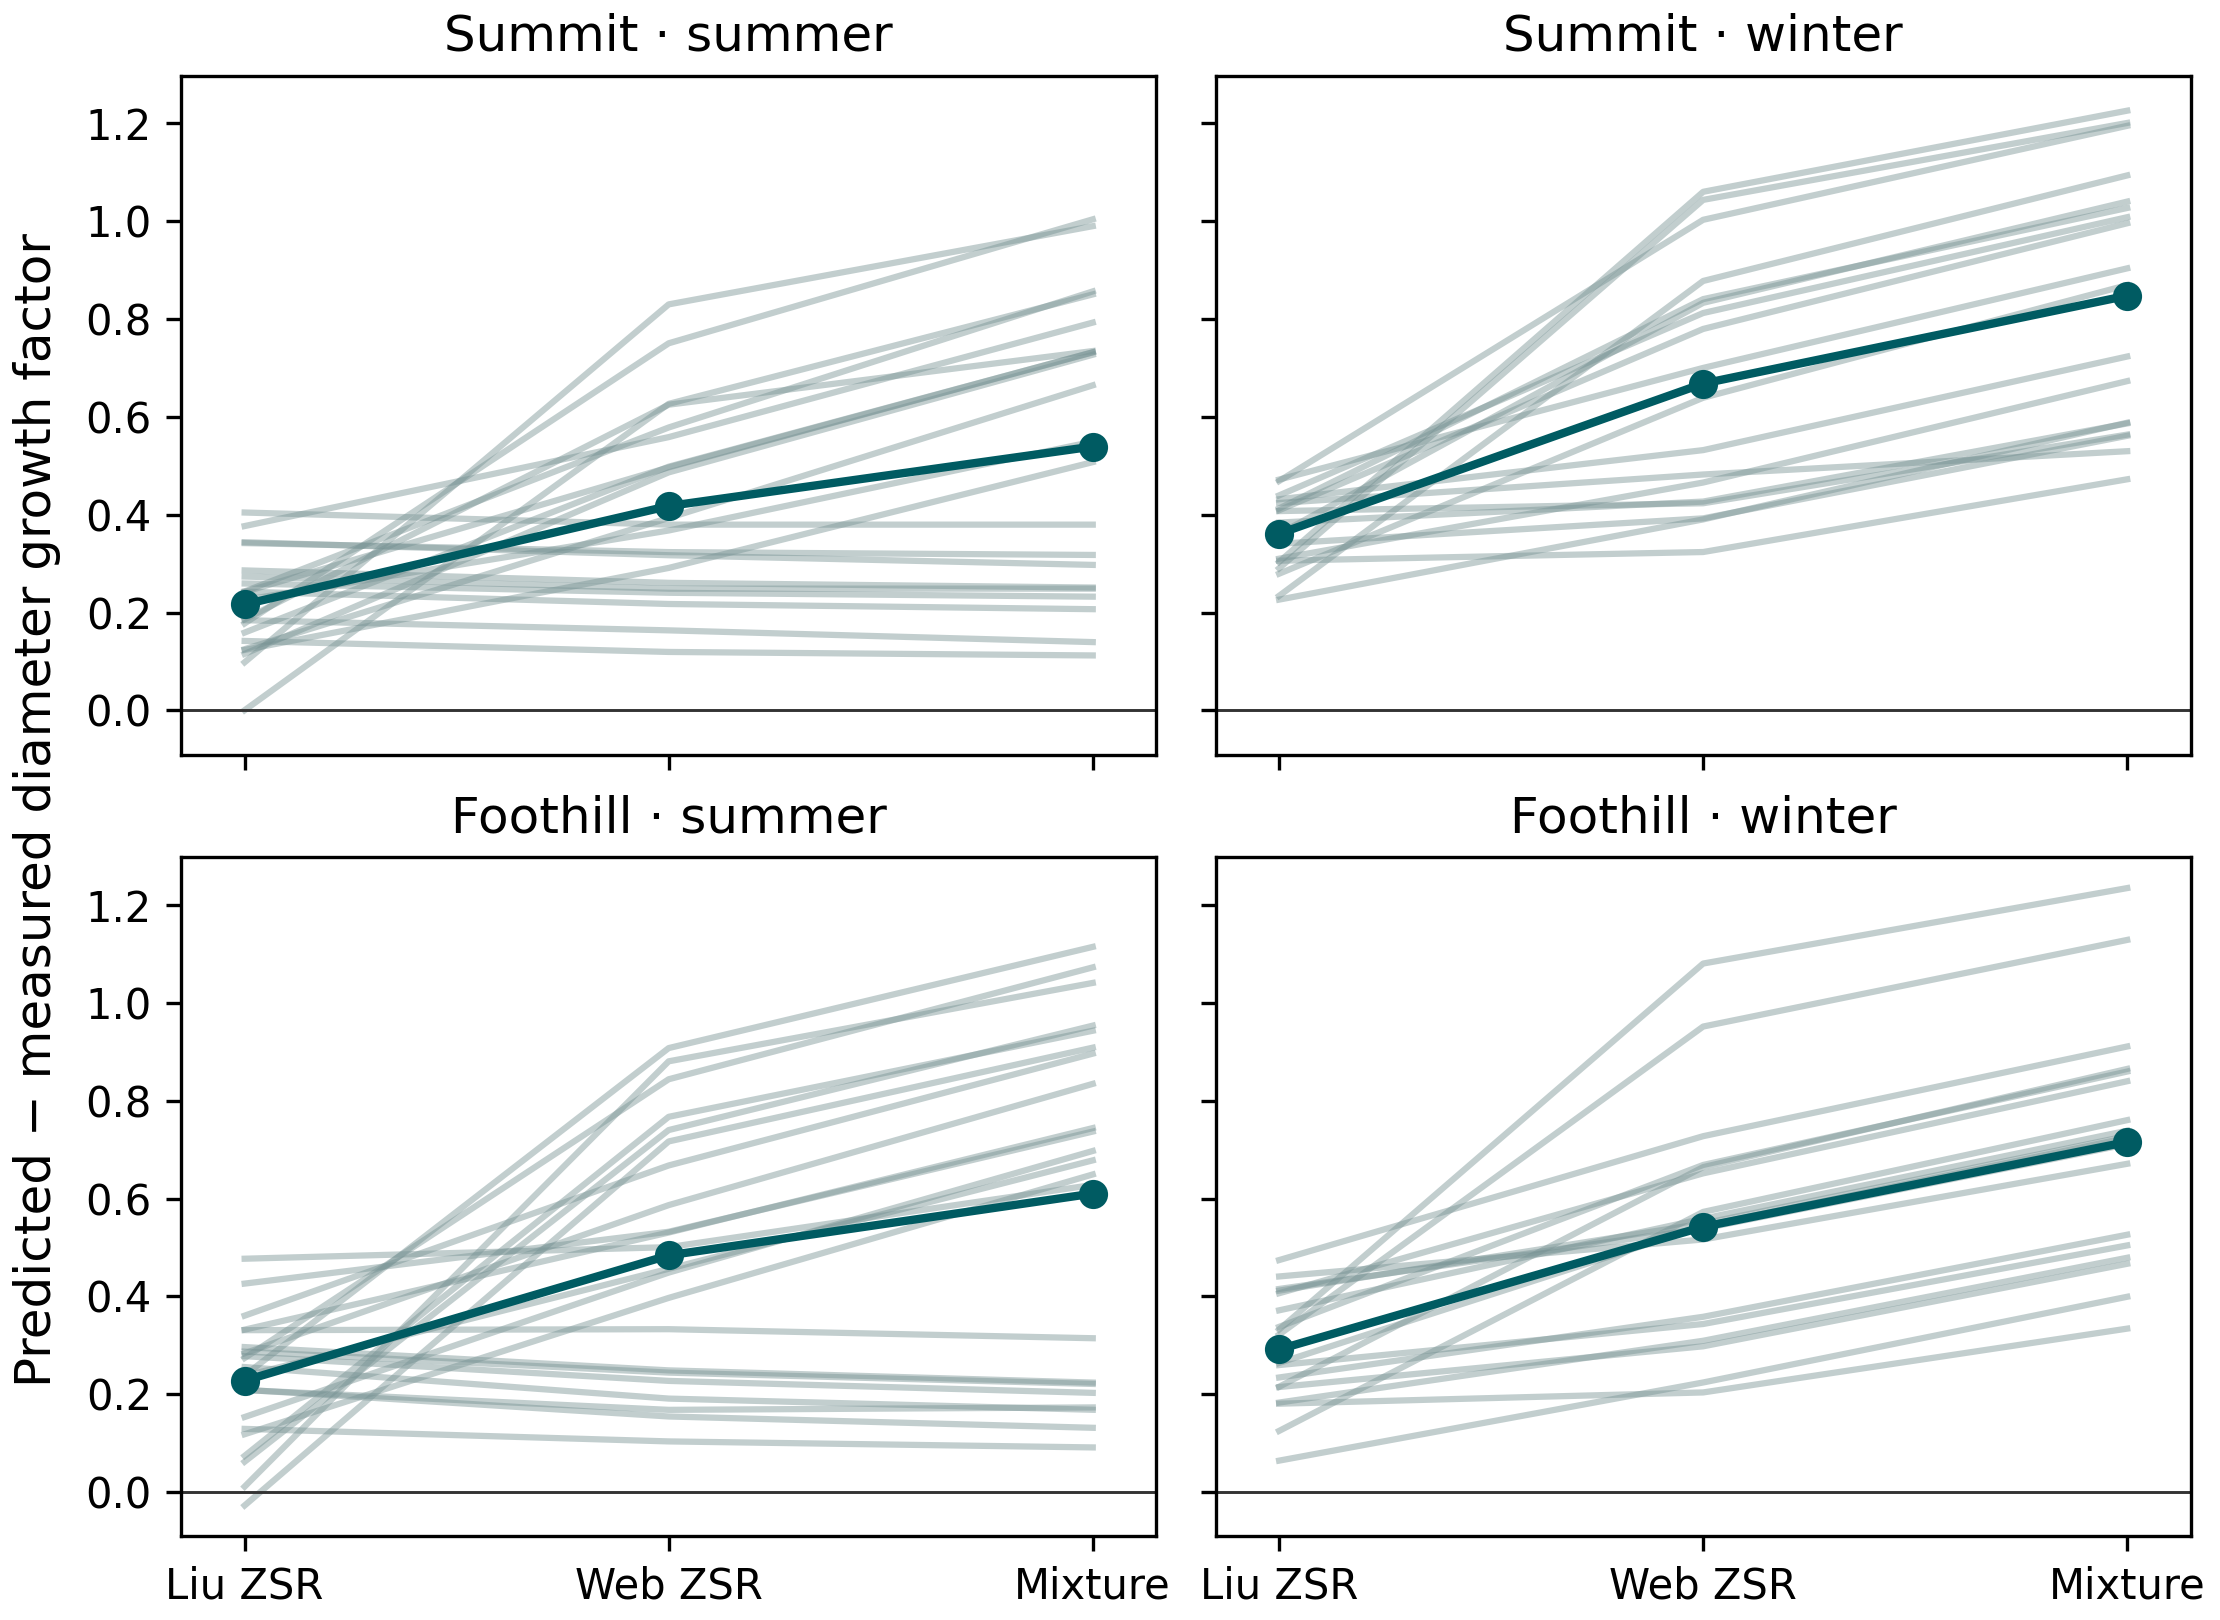 Summit · summer
Summit · winter
1.2
1.0
0.8
0.6
0.4
0.2
0.0
Predicted − measured diameter growth factor
Foothill · summer
Foothill · winter
1.2
1.0
0.8
0.6
0.4
0.2
0.0
Liu ZSR Web ZSR Mixture
Liu ZSR Web ZSR Mixture